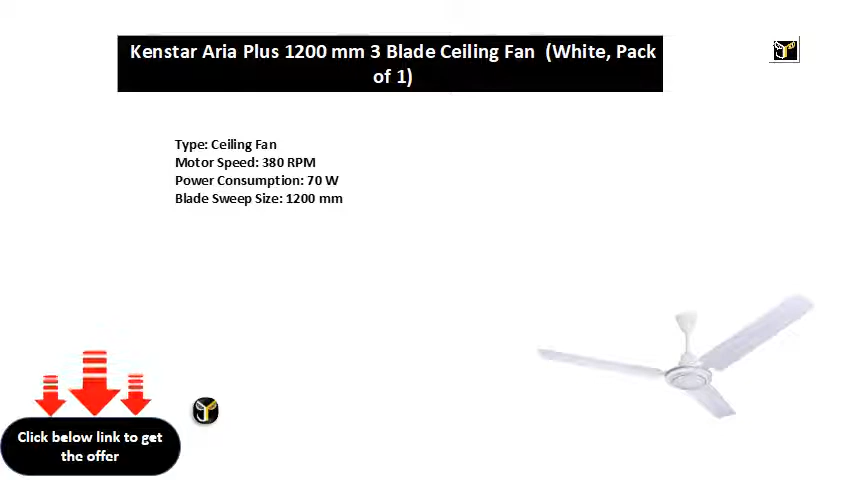 Kenstar Aria Plus 1200 mm 3 Blade Ceiling Fan (White, Pack
of 1)
Type: Ceiling Fan
Motor Speed: 380 RPM
Power Consumption: 70 W
Blade Sweep Size: 1200 mm
Click below link to get
the offer